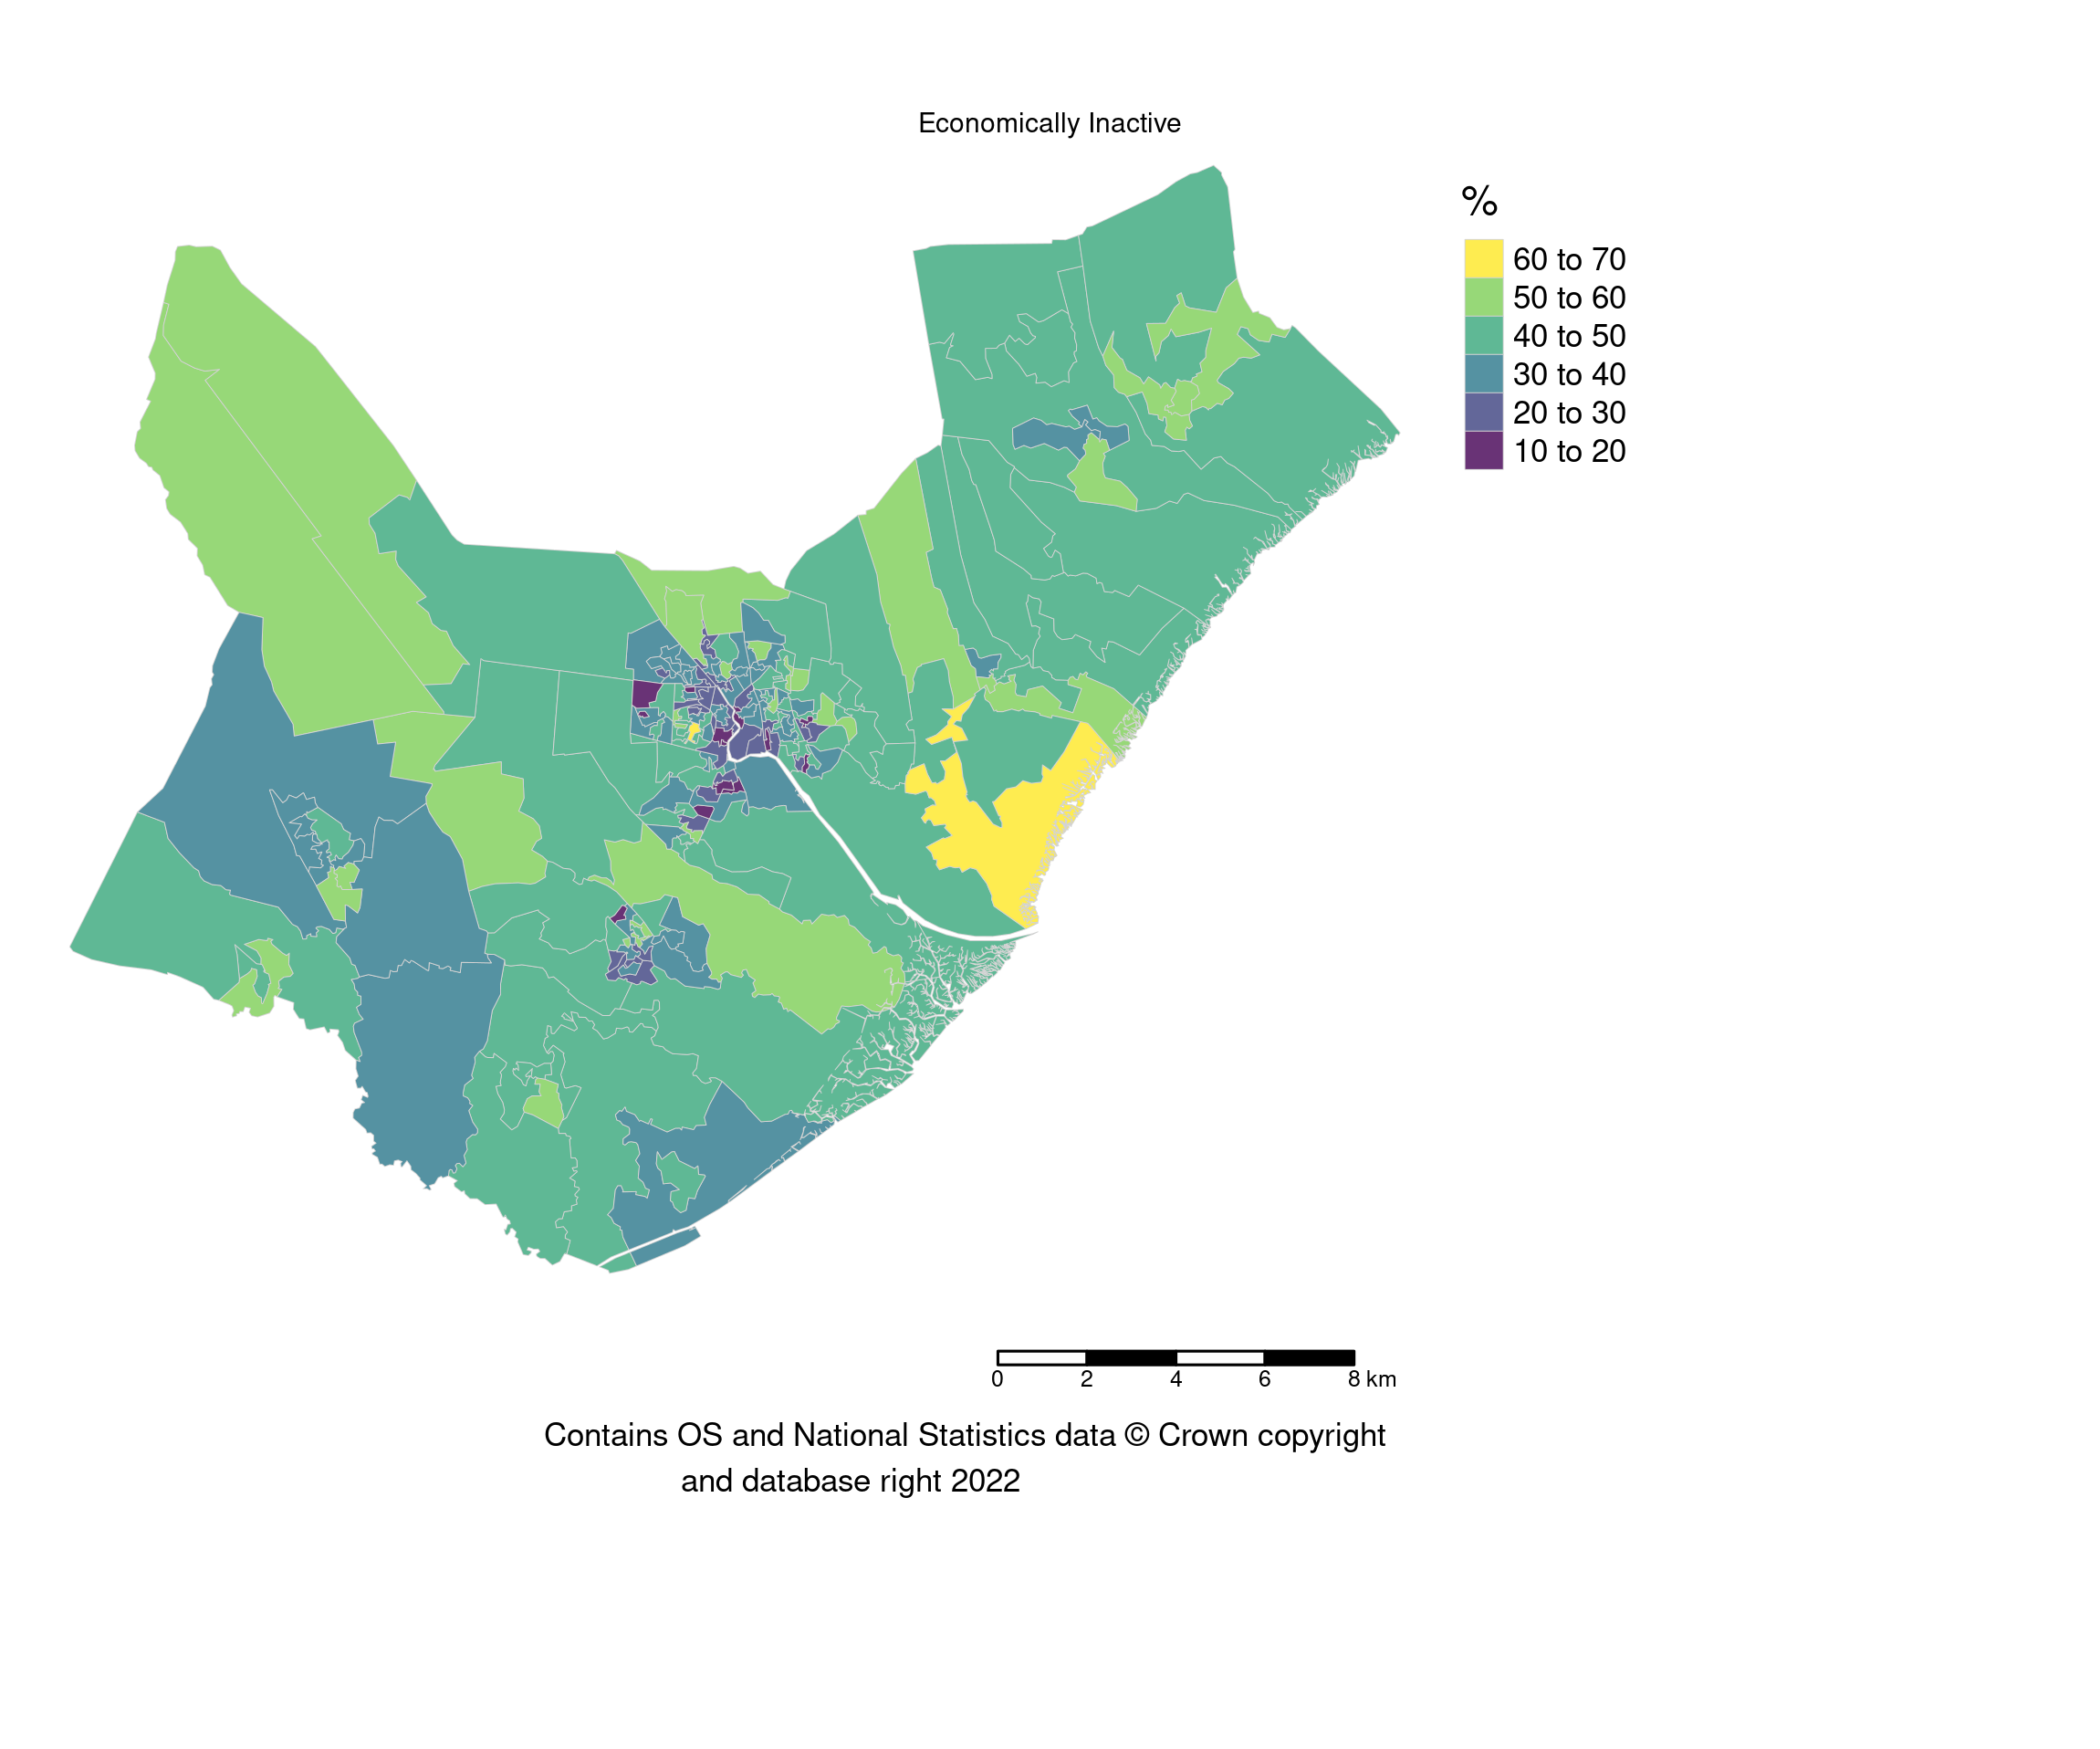 Economically Inactive
%
60 to 70
50 to 60
40 to 50
30 to 40
20 to 30
10 to 20
0 2 4 6 8 km
Contains OS and National Statistics data © Crown copyright
and database right 2022